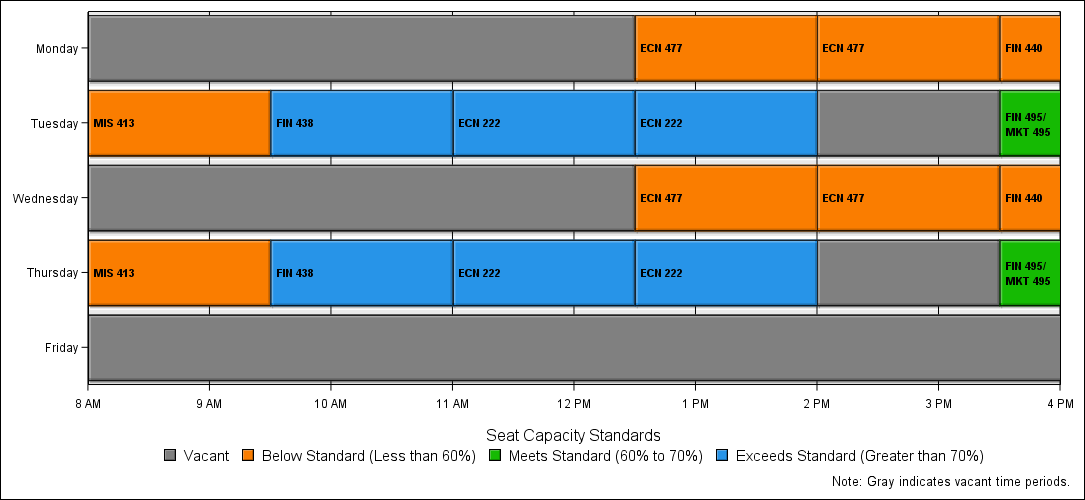 Monday
ECN 477
ECN 477
FIN 440
Tuesday
MIS 413
FIN 438
ECN 222
ECN 222
FIN 495/
MKT 495
Wednesday
ECN 477
ECN 477
FIN 440
Thursday
MIS 413
FIN 438
ECN 222
ECN 222
FIN 495/
MKT 495
Friday
8 AM 9 AM 10 AM 11 AM 12 PM 1 PM 2 PM 3 PM 4 PM
Seat Capacity Standards
Vacant Below Standard (Less than 60%) Meets Standard (60% to 70%) Exceeds Standard (Greater than 70%)
Note: Gray indicates vacant time periods.